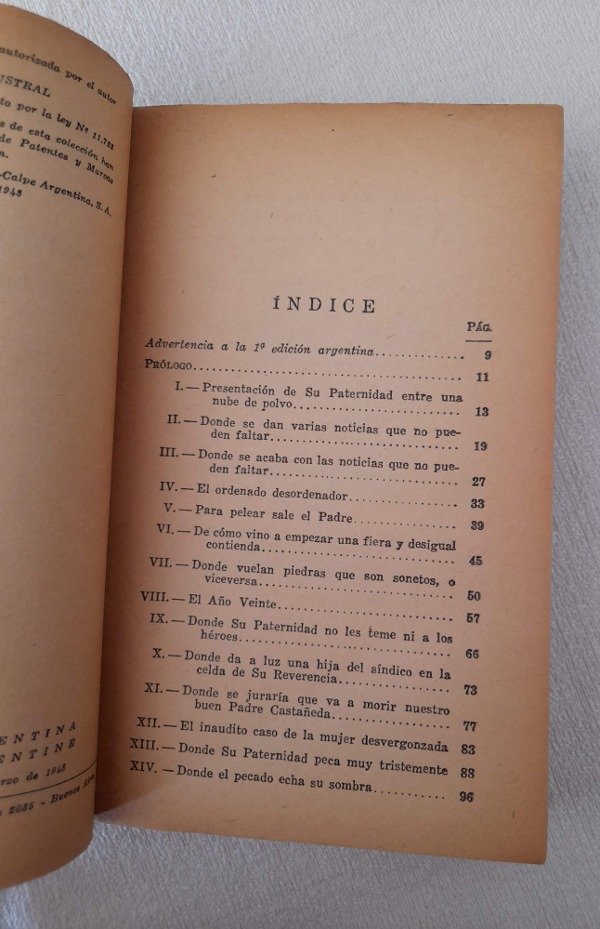 autorizada por el autor
USTRAL
to por la ley Nº 11.723
s de esta colección han
de Patentes y Marcas
n.
-Calpe Argentina, S. A.
1948
ENTINA
ENTINE
rzo de 1948
2025 - Buenos Aires
ÍNDICE
PÁG.
Advertencia a la 1ª edición argentina.............. 9
PRÓLOGO............................................. 11
I. — Presentación de Su Paternidad entre una
nube de polvo............................ 13
II. — Donde se dan varias noticias que no pue-
den faltar................................ 19
III. — Donde se acaba con las noticias que no pue-
den faltar................................ 27
IV. — El ordenado desordenador.................. 33
V. — Para pelear sale el Padre.................. 39
VI. — De cómo vino a empezar una fiera y desigual
contienda................................ 45
VII. — Donde vuelan piedras que son sonetos, o
viceversa................................ 50
VIII. — El Año Veinte............................ 57
IX. — Donde Su Paternidad no les teme ni a los
héroes.................................... 66
X. — Donde da a luz una hija del síndico en la
celda de Su Reverencia.................... 73
XI. — Donde se juraría que va a morir nuestro
buen Padre Castañeda...................... 77
XII. — El inaudito caso de la mujer desvergonzada 83
XIII. — Donde Su Paternidad peca muy tristemente 88
XIV. — Donde el pecado echa su sombra........... 96